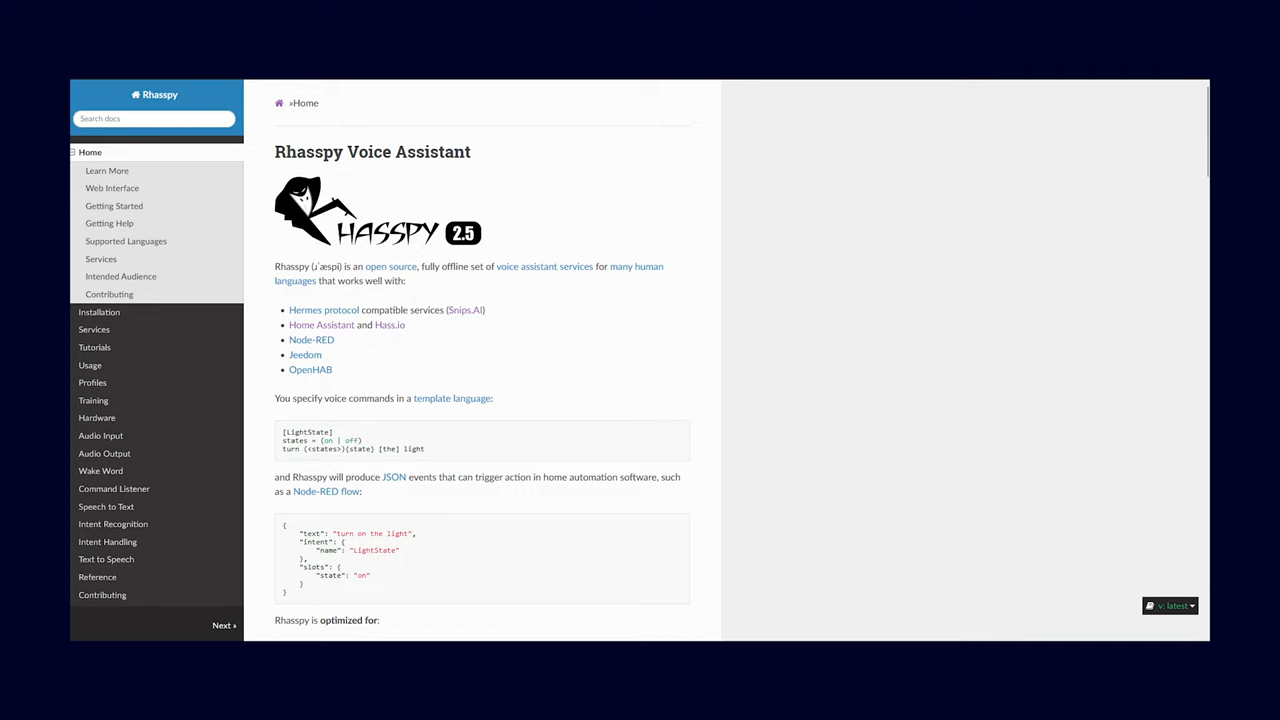 Rhasspy
Search docs
Home
Learn More
Web Interface
Getting Started
Getting Help
Supported Languages
Services
Intended Audience
Contributing
Installation
Services
Tutorials
Usage
Profiles
Training
Hardware
Audio Input
Audio Output
Wake Word
Command Listener
Speech to Text
Intent Recognition
Intent Handling
Text to Speech
Reference
Contributing
Next »
»Home
Rhasspy Voice Assistant
RHASSPY 2.5
Rhasspy (ɹˈæspi) is an open source, fully offline set of voice assistant services for many human
languages that works well with:
• Hermes protocol compatible services (Snips.AI)
• Home Assistant and Hass.io
• Node-RED
• Jeedom
• OpenHAB
You specify voice commands in a template language:
[LightState]
states = (on | off)
turn (<states>){state} [the] light
and Rhasspy will produce JSON events that can trigger action in home automation software, such
as a Node-RED flow:
{
"text": "turn on the light",
"intent": {
"name": "LightState"
},
"slots": {
"state": "on"
}
}
Rhasspy is optimized for:
v: latest